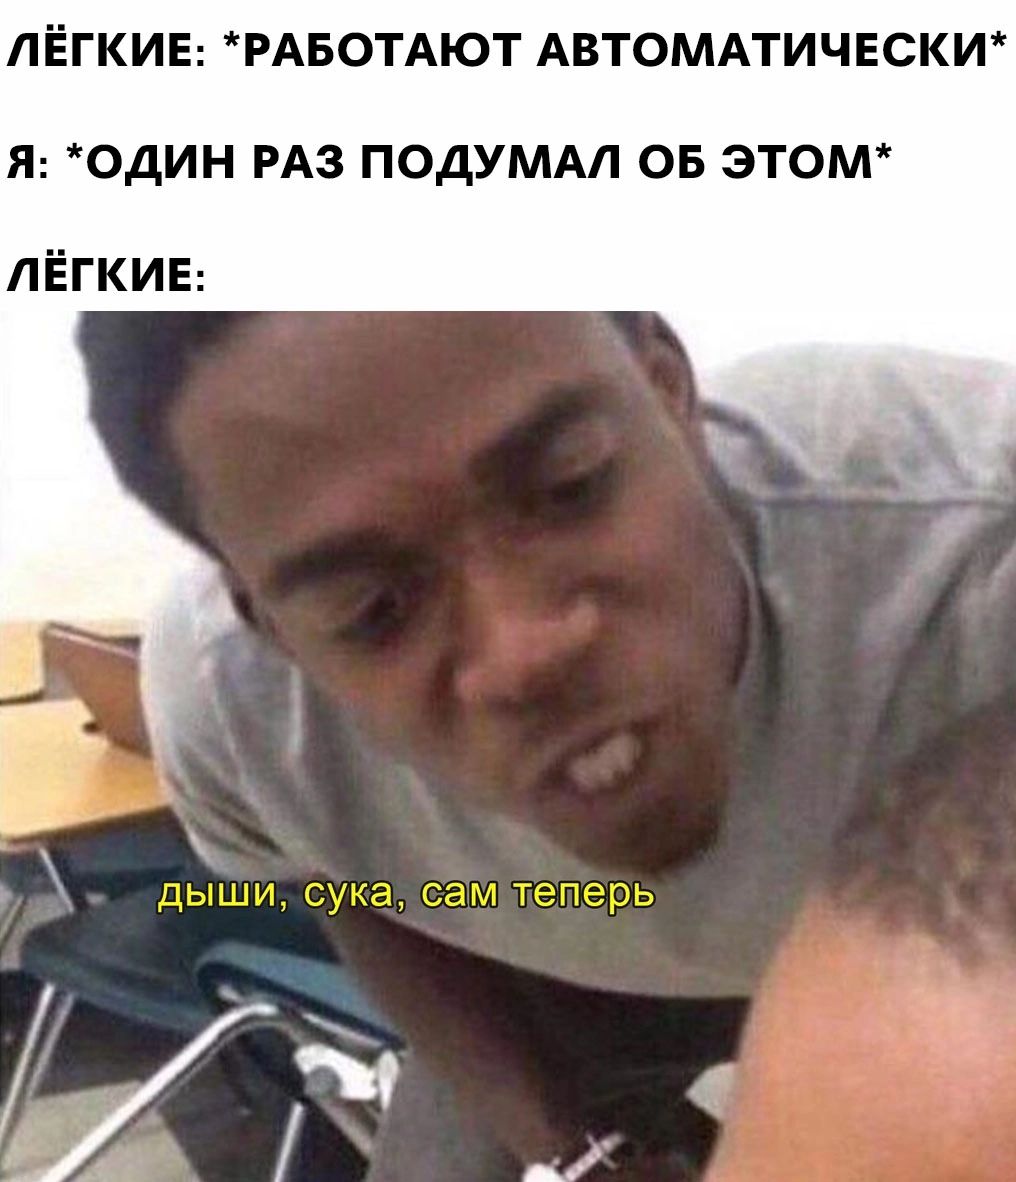 ЛЁГКИЕ: *РАБОТАЮТ АВТОМАТИЧЕСКИ*
Я: *ОДИН РАЗ ПОДУМАЛ ОБ ЭТОМ*
ЛЁГКИЕ:
дыши, сука, сам теперь